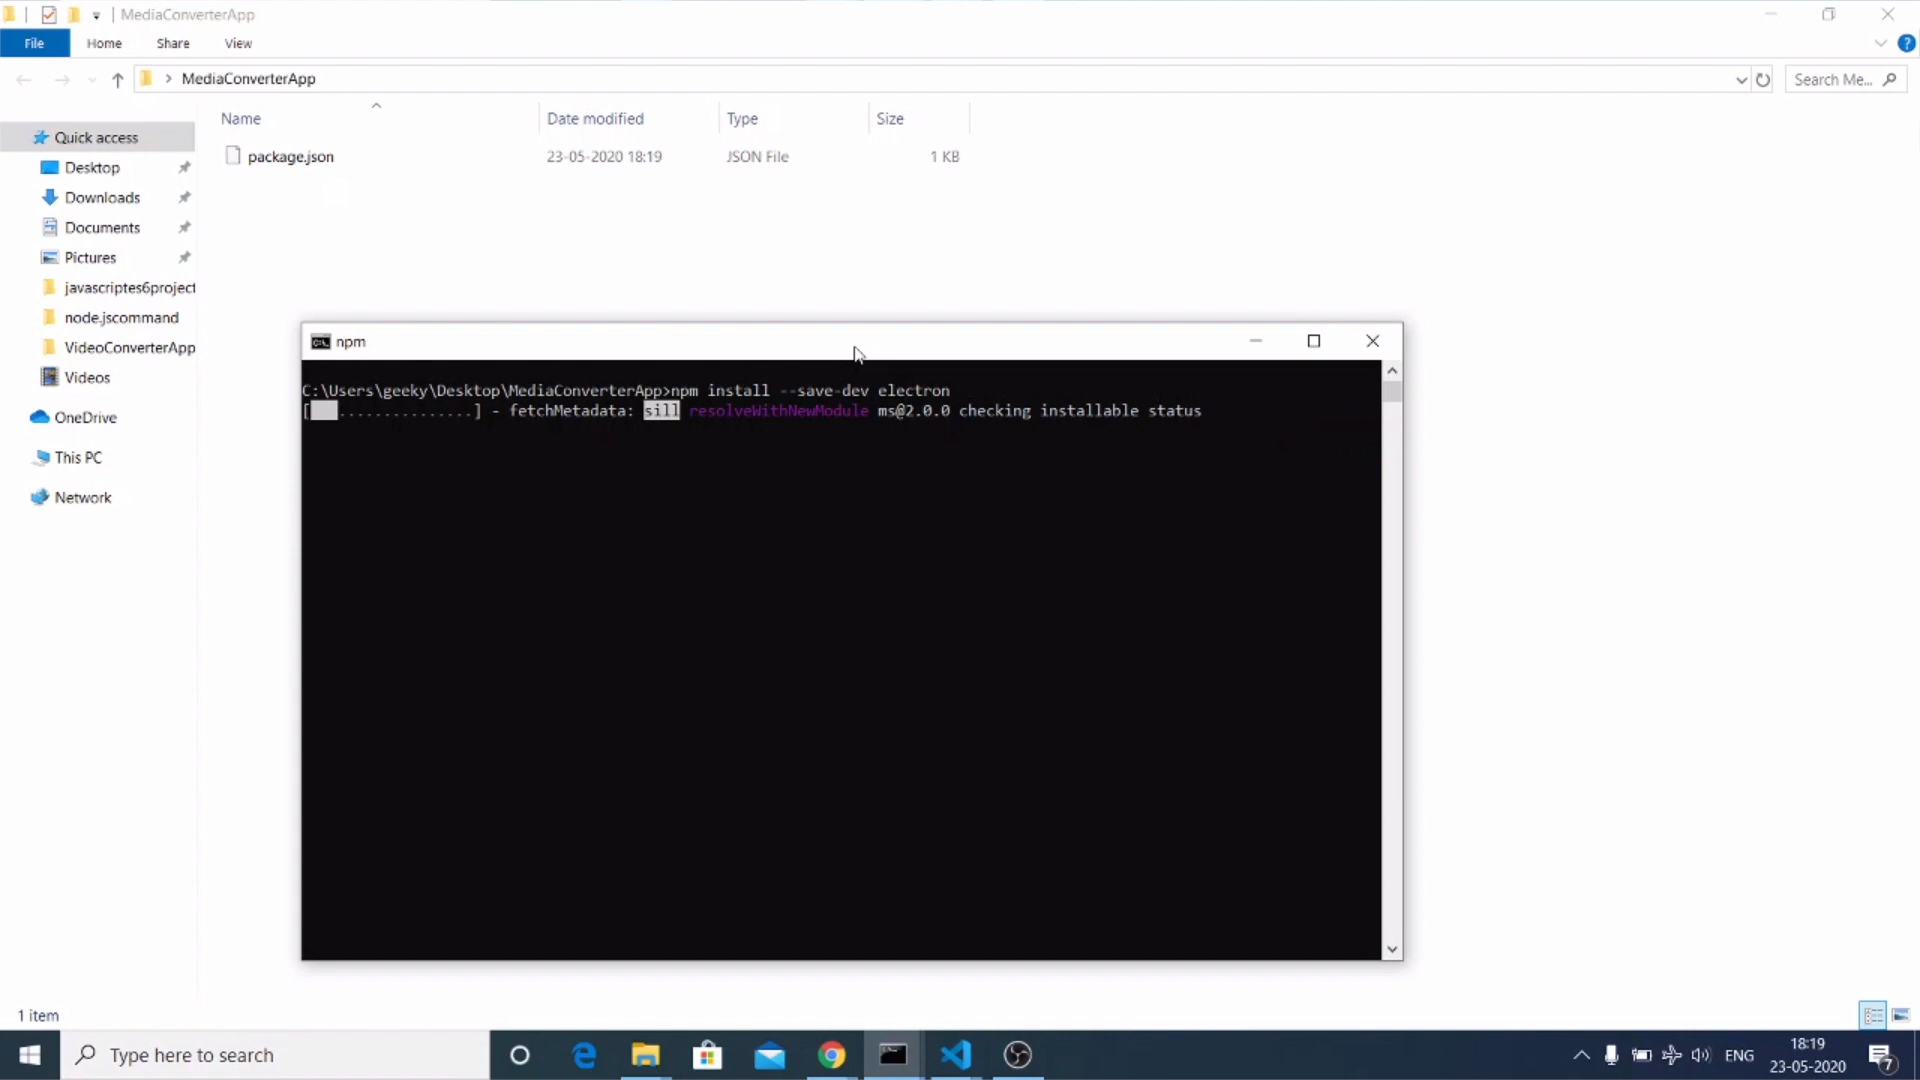 MediaConverterApp
File Home Share View
MediaConverterApp
Search Me...
Name Date modified Type Size
package.json 23-05-2020 18:19 JSON File 1 KB
Quick access
Desktop
Downloads
Documents
Pictures
javascriptes6project
node.jscommand
VideoConverterApp
Videos
OneDrive
This PC
Network
npm
C:\Users\geeky\Desktop\MediaConverterApp>npm install --save-dev electron
[ ...............] - fetchMetadata: sill resolveWithNewModule ms@2.0.0 checking installable status
1 item
Type here to search
ENG
18:19
23-05-2020
7